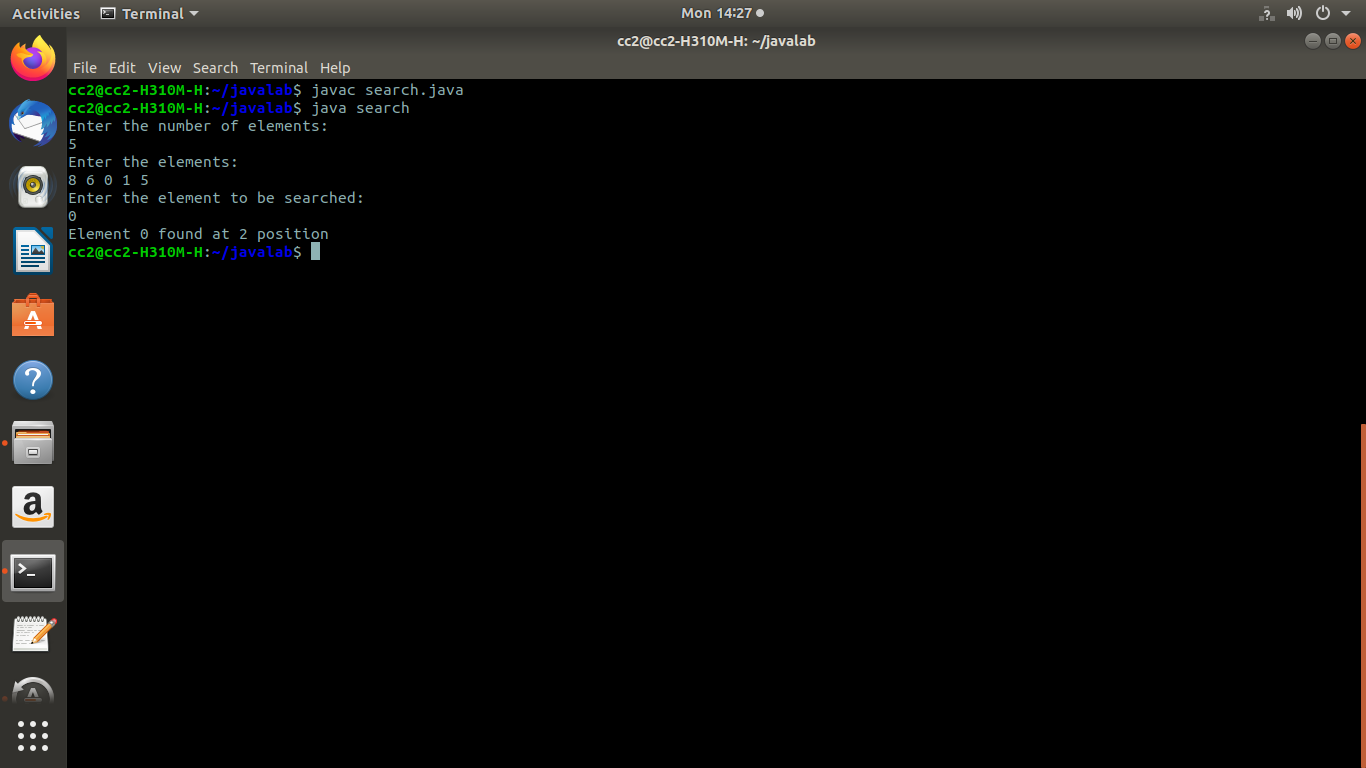 Activities Terminal Mon 14:27
cc2@cc2-H310M-H: ~/javalab
File Edit View Search Terminal Help
cc2@cc2-H310M-H:~/javalab$ javac search.java
cc2@cc2-H310M-H:~/javalab$ java search
Enter the number of elements:
5
Enter the elements:
8 6 0 1 5
Enter the element to be searched:
0
Element 0 found at 2 position
cc2@cc2-H310M-H:~/javalab$